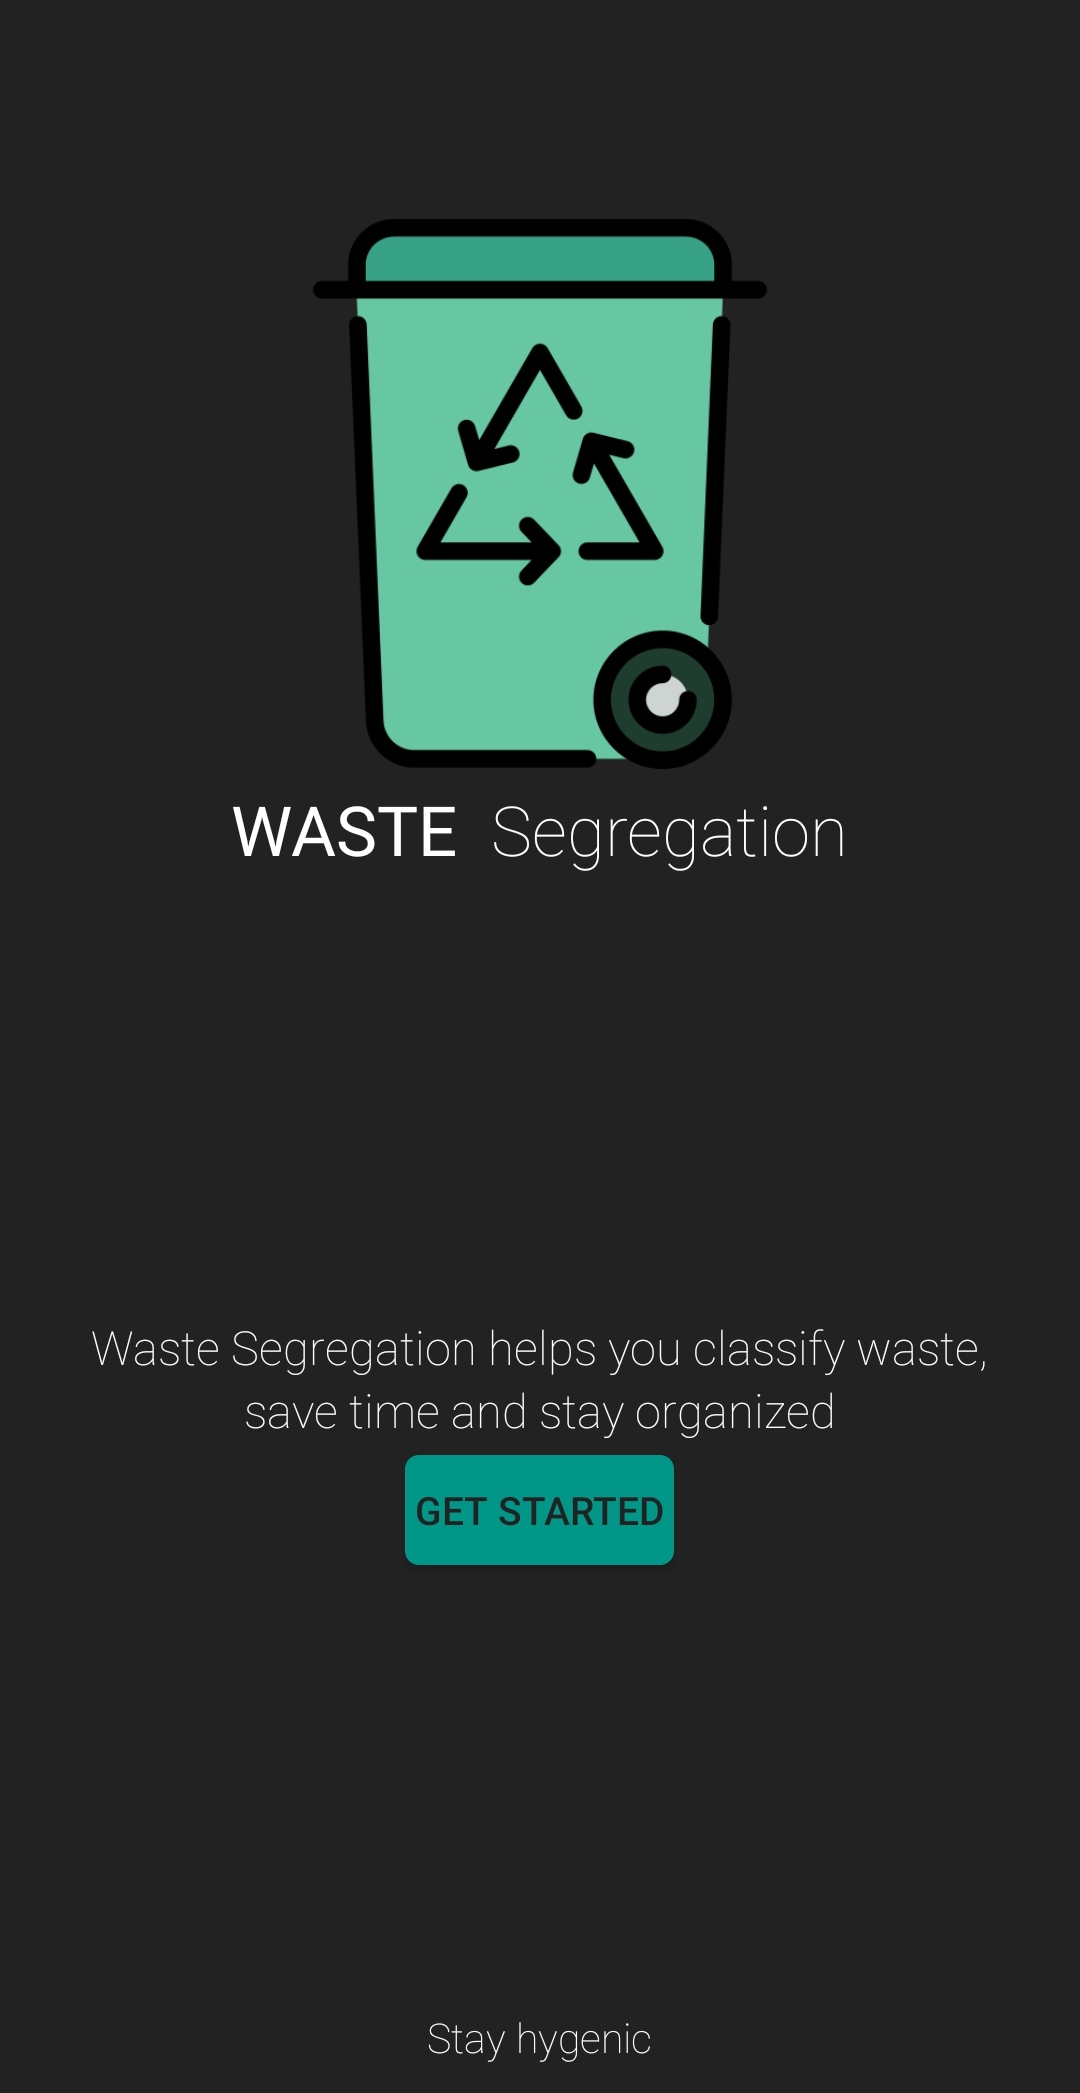 WASTE Segregation
Waste Segregation helps you classify waste,
save time and stay organized
GET STARTED
Stay hygenic